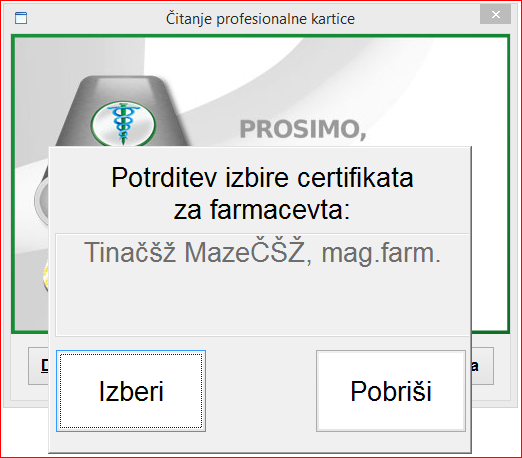 Čitanje profesionalne kartice
PROSIMO,
Potrditev izbire certifikata
za farmacevta:
Tinačšž MazeČŠŽ, mag.farm.
Izberi
Pobriši